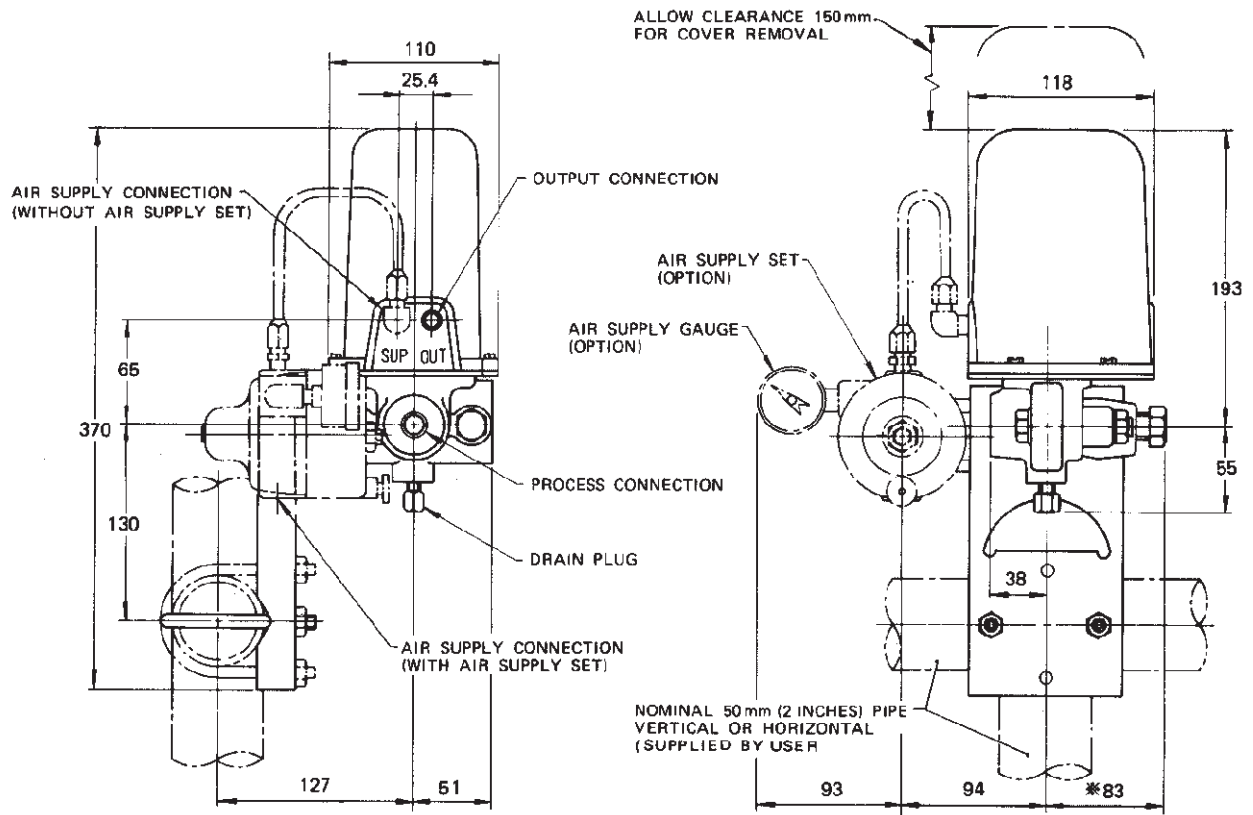 ALLOW CLEARANCE 150mm
FOR COVER REMOVAL
110
25.4
118
AIR SUPPLY CONNECTION
(WITHOUT AIR SUPPLY SET)
OUTPUT CONNECTION
AIR SUPPLY SET
(OPTION)
193
AIR SUPPLY GAUGE
(OPTION)
65
SUP OUT
370
55
PROCESS CONNECTION
130
DRAIN PLUG
38
AIR SUPPLY CONNECTION
(WITH AIR SUPPLY SET)
NOMINAL 50mm (2 INCHES) PIPE
VERTICAL OR HORIZONTAL
(SUPPLIED BY USER
127
51
93
94
※83